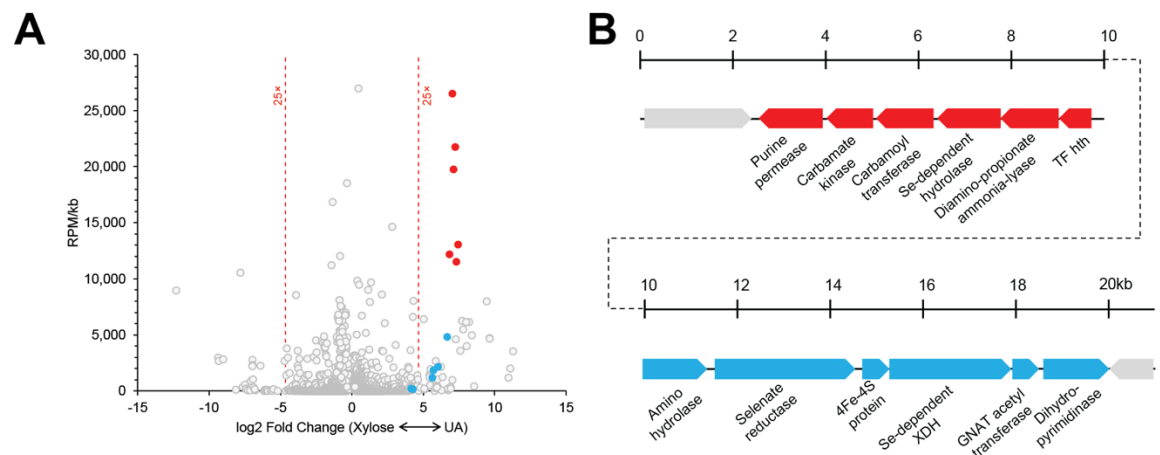 A
B
30,000
25,000
20,000
15,000
10,000
5,000
0
RPM/kb
25×
25×
-15
-10
-5
0
5
10
15
log2 Fold Change (Xylose ⟷ UA)
0
2
4
6
8
10
Purine
permease
Carbamate
kinase
Carbamoyl
transferase
Se-dependent
hydrolase
Diamino-propionate
ammonia-lyase
TF hth
10
12
14
16
18
20kb
Amino
hydrolase
Selenate
reductase
4Fe-4S
protein
Se-dependent
XDH
GNAT acetyl
transferase
Dihydro-
pyrimidinase